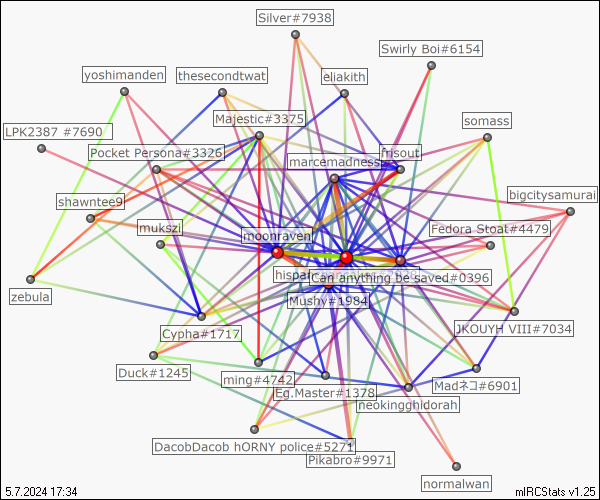 Silver#7938
Swirly Boi#6154
yoshimanden
thesecondtwat
eliakith
Majestic#3375
somass
LPK2387 #7690
Pocket Persona#3326
frisout
marcemadness
bigcitysamurai
shawntee9
mukszi
moonraven
Fedora Stoat#4479
Can anything be saved#0396
zebula
Mushy#1984
Cypha#1717
JKOUYH VIII#7034
Duck#1245
ming#4742
Madネコ#6901
Eg.Master#1378
neokingghidorah
DacobDacob hORNY police#5271
Pikabro#9971
normalwan
5.7.2024 17:34
mIRCStats v1.25